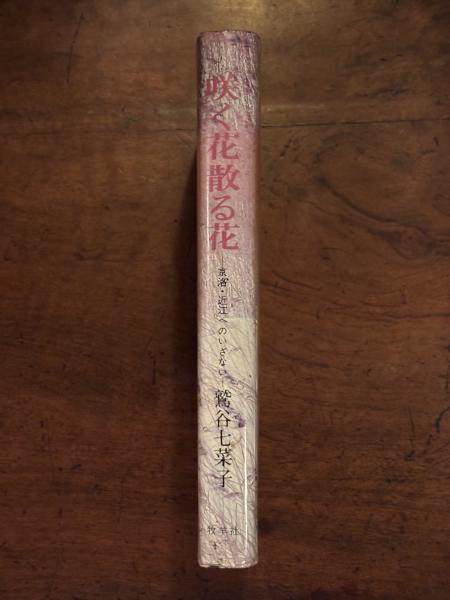 咲く花散る花
―京洛・近江へのいざない―
鷲谷七菜子
牧羊社